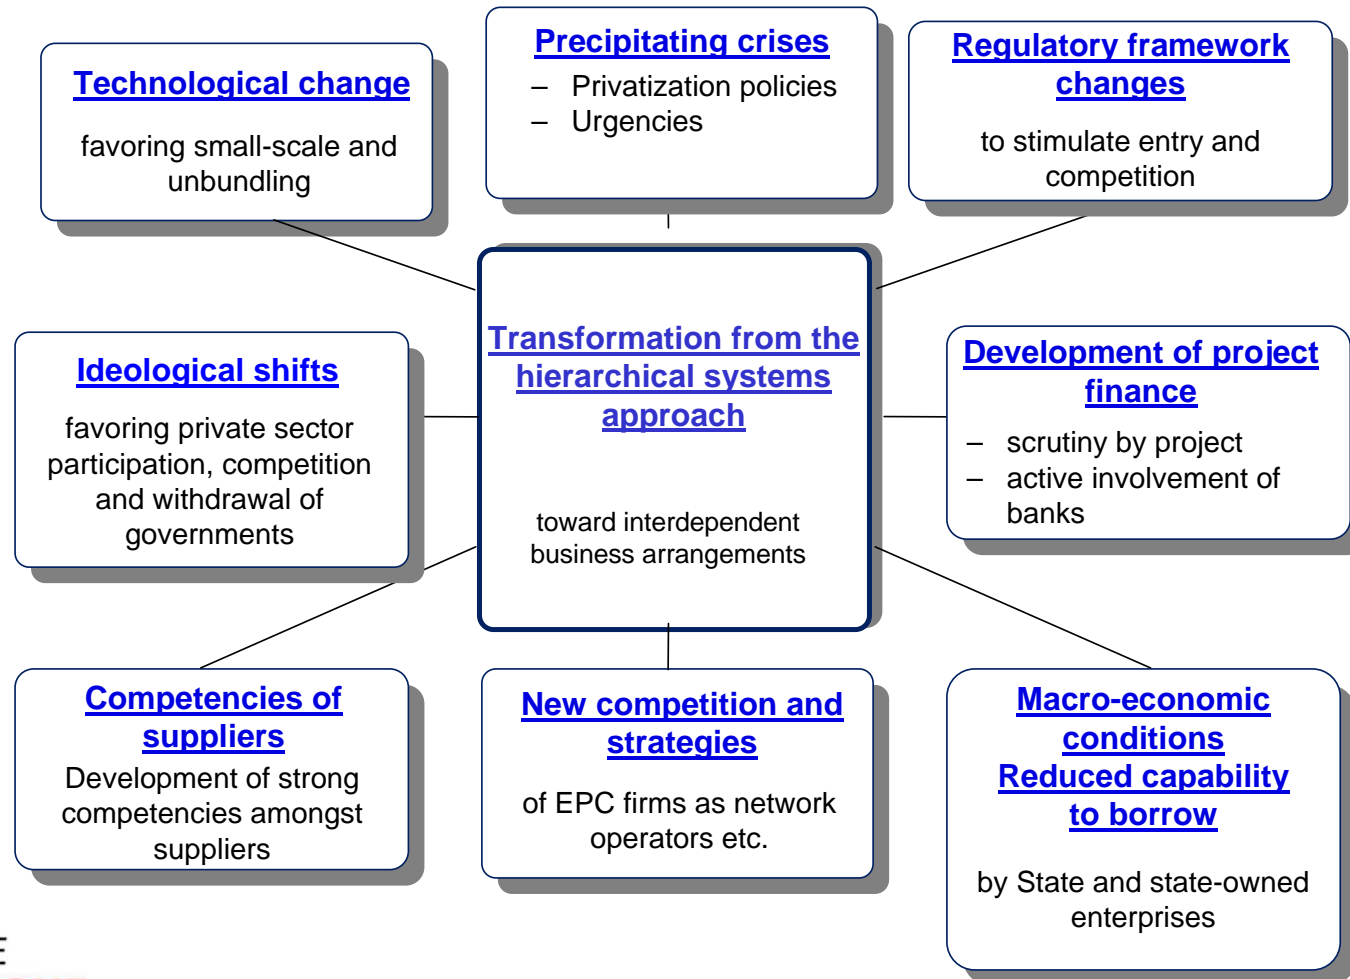 Technological change
favoring small-scale and
unbundling
Precipitating crises
– Privatization policies
– Urgencies
Regulatory framework
changes
to stimulate entry and
competition
Ideological shifts
favoring private sector
participation, competition
and withdrawal of
governments
Transformation from the
hierarchical systems
approach
toward interdependent
business arrangements
Development of project
finance
– scrutiny by project
– active involvement of
banks
Competencies of
suppliers
Development of strong
competencies amongst
suppliers
New competition and
strategies
of EPC firms as network
operators etc.
Macro-economic
conditions
Reduced capability
to borrow
by State and state-owned
enterprises